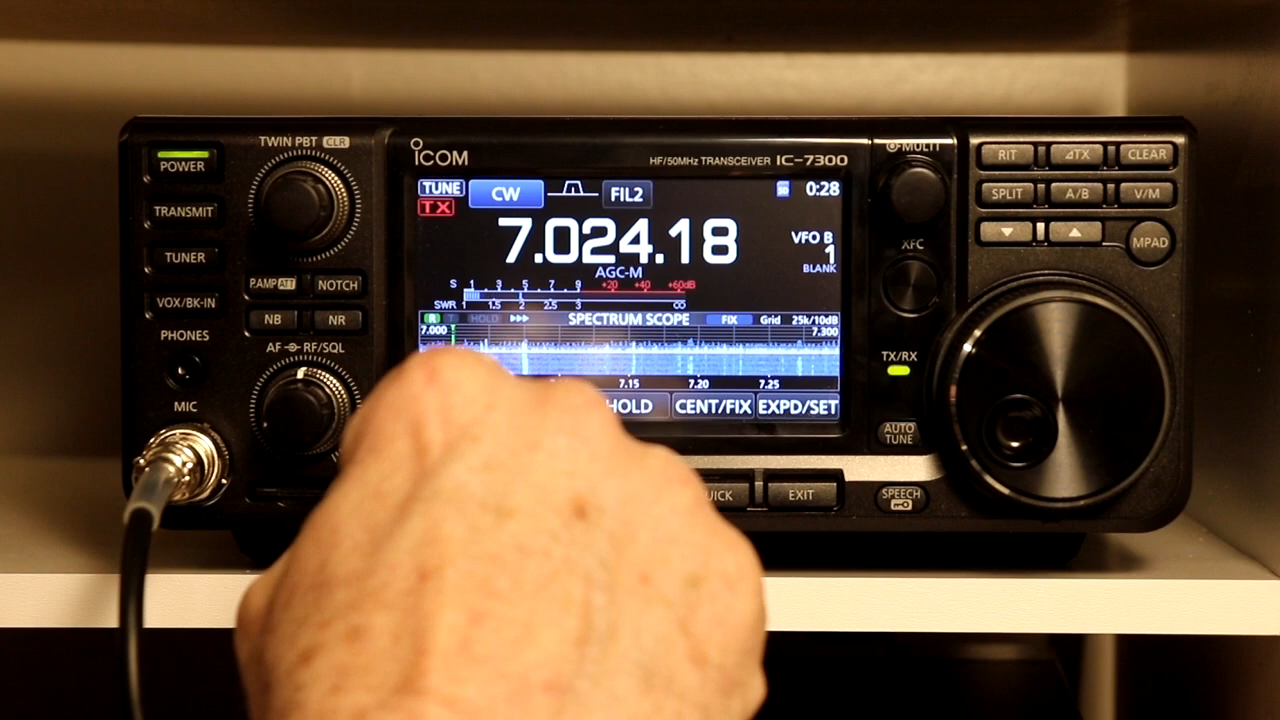 POWER
TRANSMIT
TUNER
VOX/BK-IN
PHONES
MIC
TWIN PBT CLR
P.AMP ATT NOTCH
NB NR
AF RF/SQL
ICOM
HF/50MHz TRANSCEIVER IC-7300
TUNE CW FIL2 0:28
TX
7.024.18
VFO B
1
BLANK
AGC-M
S 1 3 5 7 9 +20 +40 +60dB
SWR 1 1.5 2 2.5 3 ∞
R T HOLD SPECTRUM SCOPE FIX Grid 25k/10dB
7.000 7.300
7.15 7.20 7.25
HOLD CENT/FIX EXPD/SET
EXIT
MULTI
XFC
TX/RX
AUTO
TUNE
SPEECH
RIT ⊿TX CLEAR
SPLIT A/B V/M
▼ ▲ MPAD